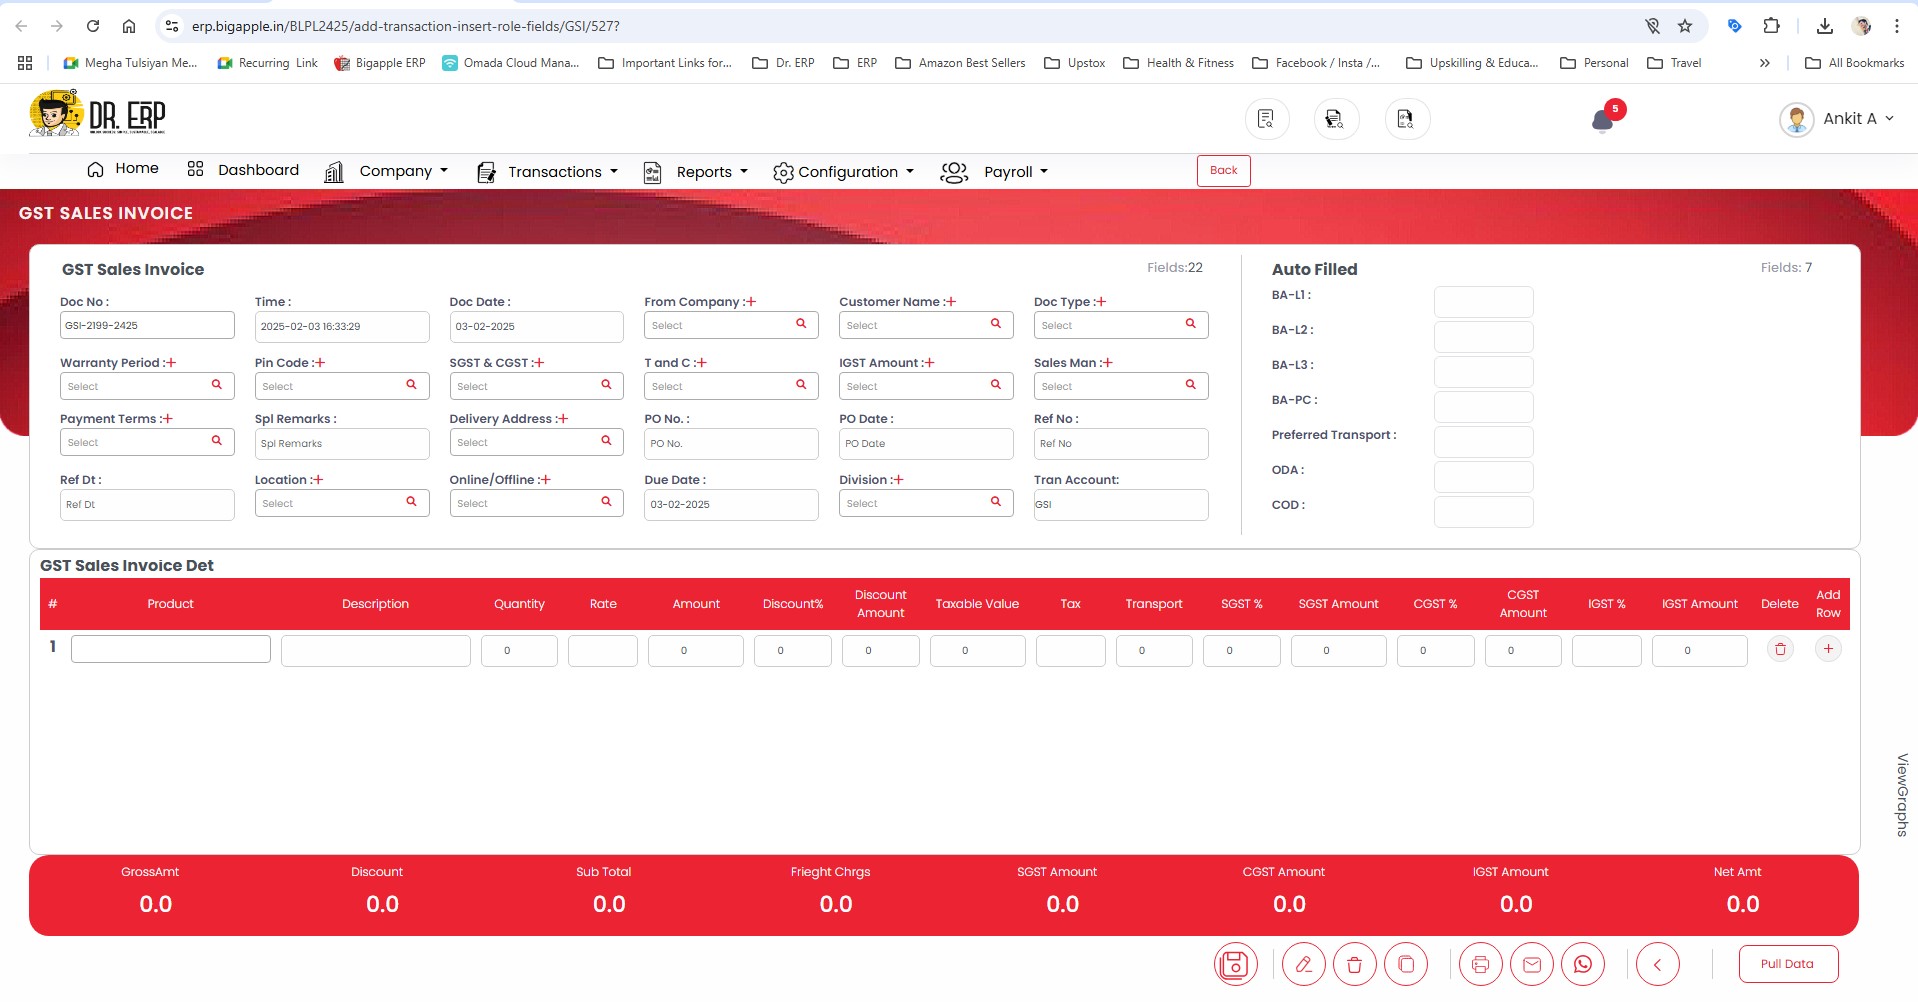 erp.bigapple.in/BLPL2425/add-transaction-insert-role-fields/GSI/527?
Megha Tulsiyan Me... Recurring Link Bigapple ERP Omada Cloud Mana... Important Links for... Dr. ERP ERP Amazon Best Sellers Upstox Health & Fitness Facebook / Insta /... Upskilling & Educa... Personal Travel » All Bookmarks
DR. ERP 5 Ankit A
Home Dashboard Company Transactions Reports Configuration Payroll Back
GST SALES INVOICE
GST Sales Invoice Fields:22
Doc No : Time : Doc Date : From Company :+ Customer Name :+ Doc Type :+
GSI-2199-2425 2025-02-03 16:33:29 03-02-2025 Select Select Select
Warranty Period :+ Pin Code :+ SGST & CGST :+ T and C :+ IGST Amount :+ Sales Man :+
Select Select Select Select Select Select
Payment Terms :+ Spl Remarks : Delivery Address :+ PO No. : PO Date : Ref No :
Select Spl Remarks Select PO No. PO Date Ref No
Ref Dt : Location :+ Online/Offline :+ Due Date : Division :+ Tran Account:
Ref Dt Select Select 03-02-2025 Select GSI
Auto Filled Fields: 7
BA-L1 :
BA-L2 :
BA-L3 :
BA-PC :
Preferred Transport :
ODA :
COD :
GST Sales Invoice Det
# Product Description Quantity Rate Amount Discount% Discount Amount Taxable Value Tax Transport SGST % SGST Amount CGST % CGST Amount IGST % IGST Amount Delete Add Row
1 0 0 0 0 0 0 0 0 0 0 0
ViewGraphs
GrossAmt Discount Sub Total Frieght Chrgs SGST Amount CGST Amount IGST Amount Net Amt
0.0 0.0 0.0 0.0 0.0 0.0 0.0 0.0
Pull Data